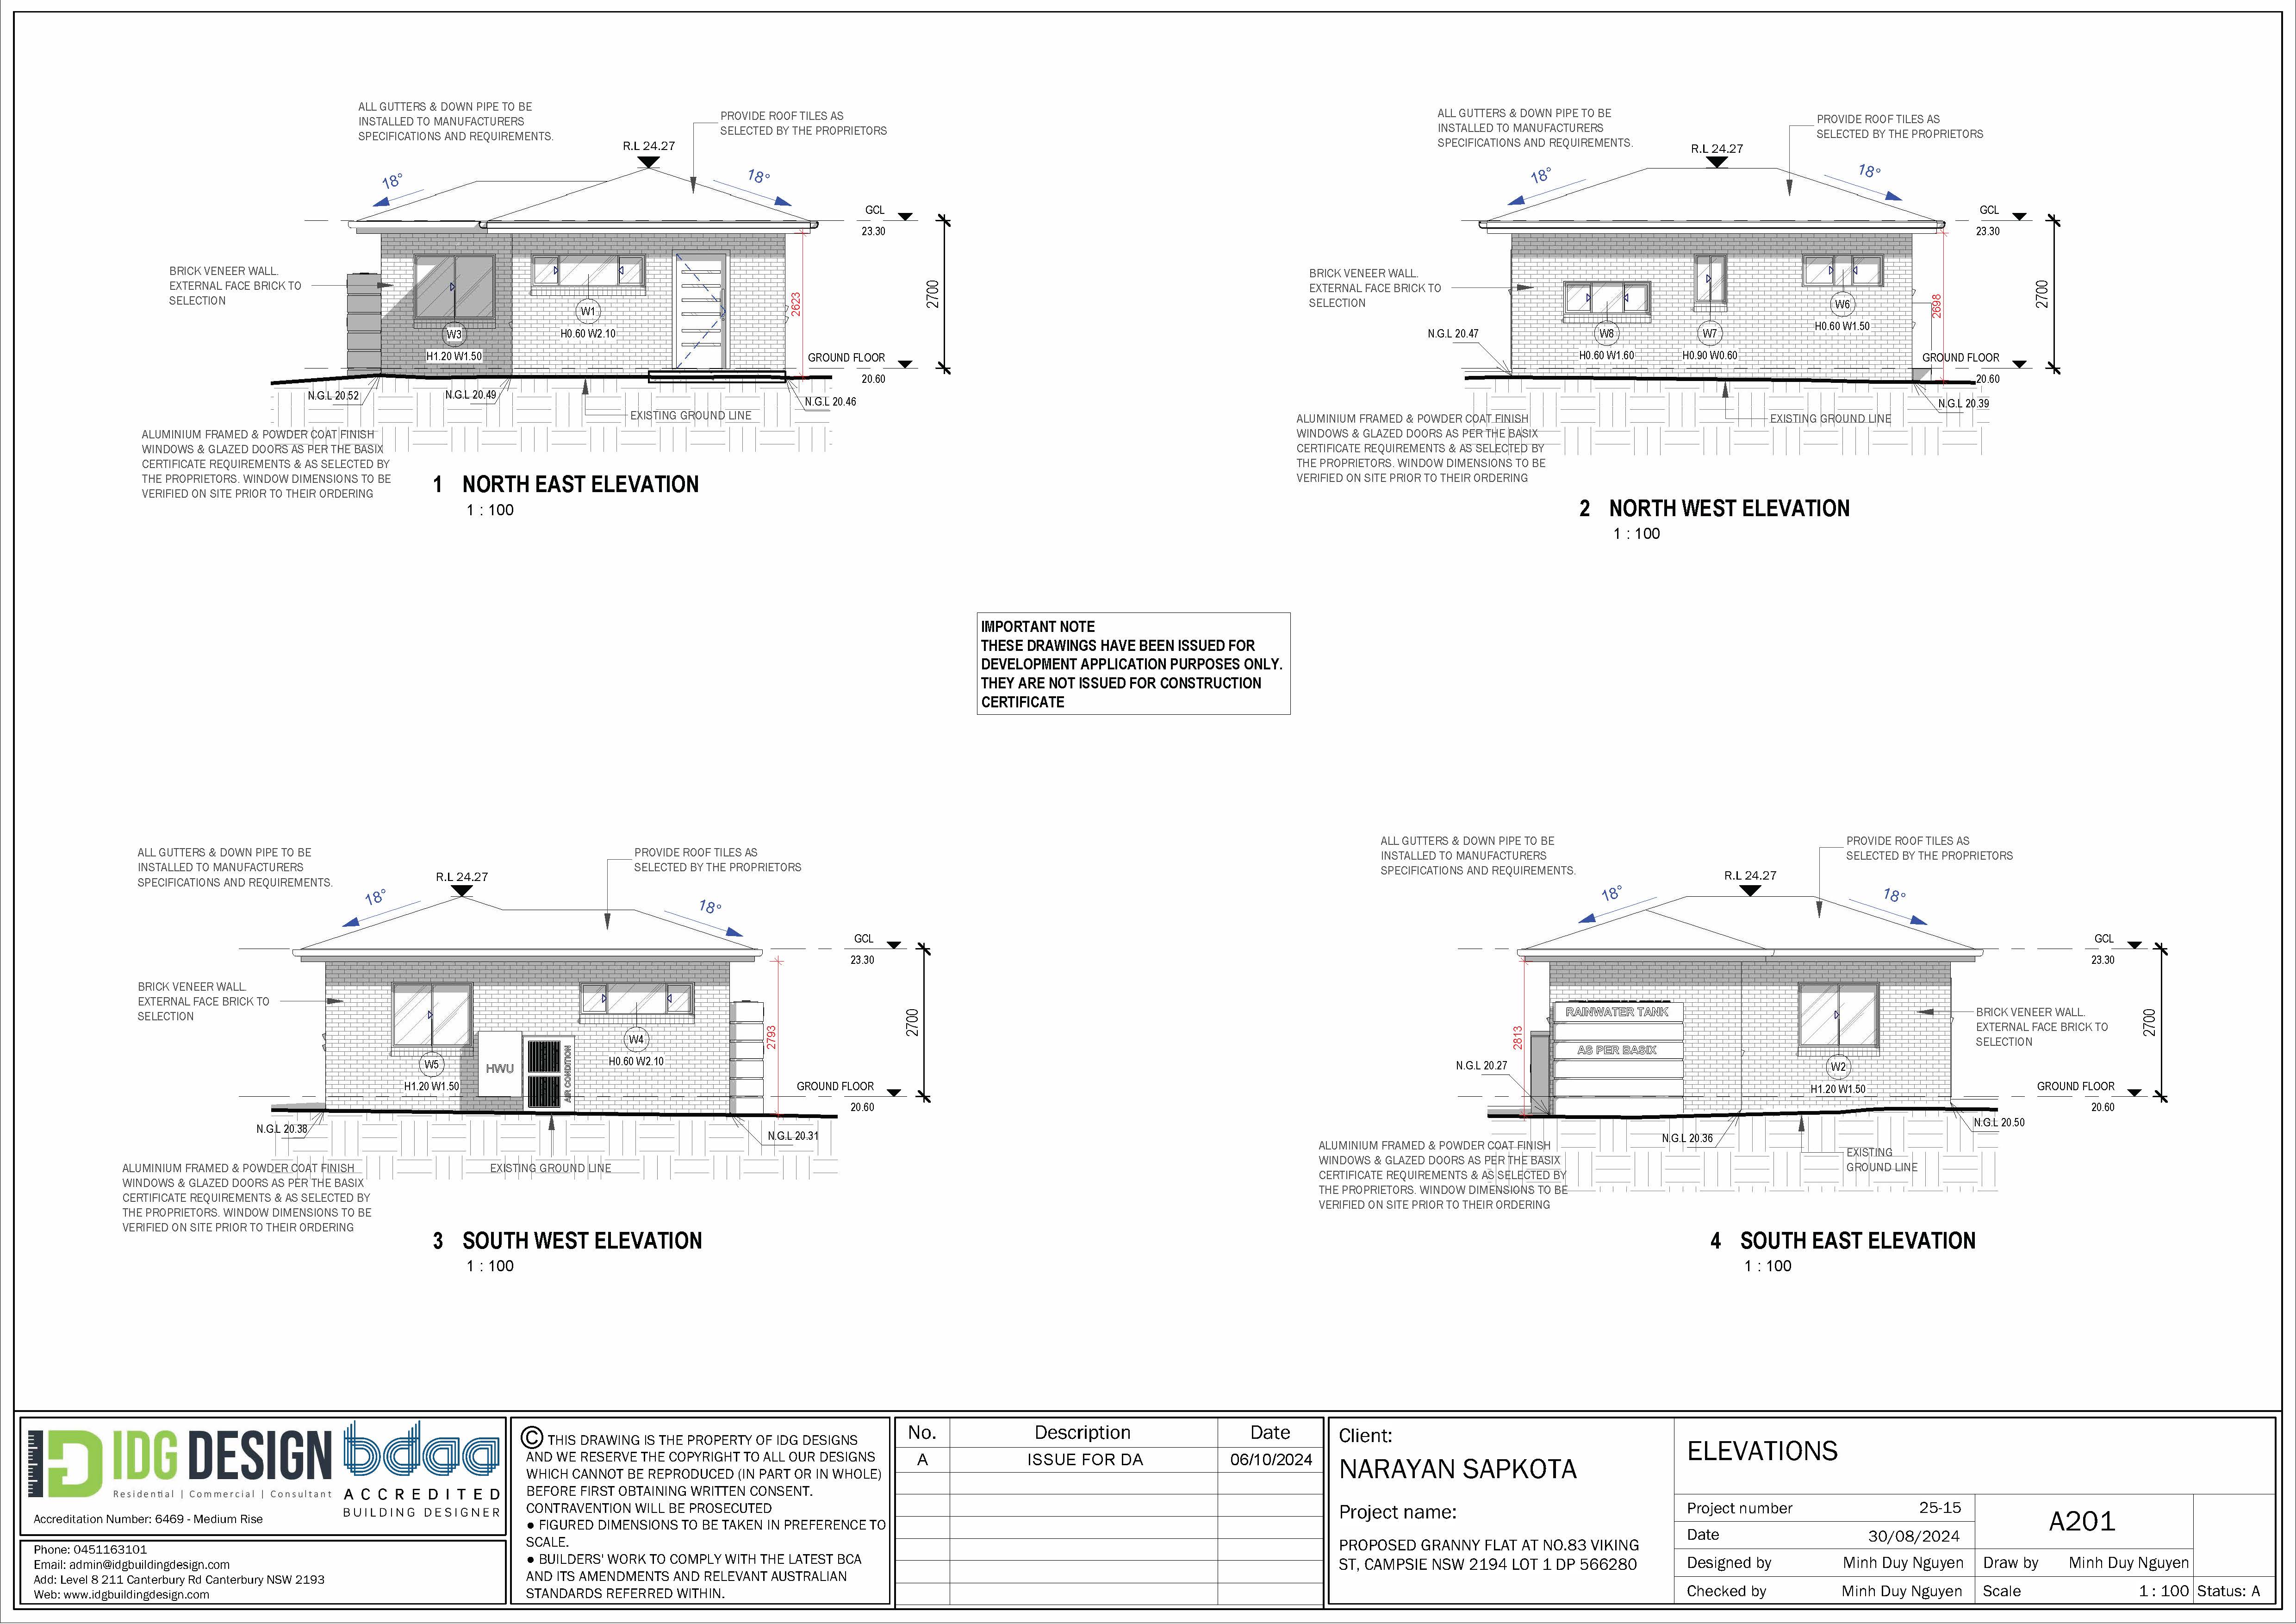 ALL GUTTERS & DOWN PIPE TO BE
INSTALLED TO MANUFACTURERS
SPECIFICATIONS AND REQUIREMENTS.
PROVIDE ROOF TILES AS
SELECTED BY THE PROPRIETORS
R.L 24.27
18°
18°
GCL
23.30
BRICK VENEER WALL.
EXTERNAL FACE BRICK TO
SELECTION
W3
H1.20 W1.50
W1
H0.60 W2.10
2623
2700
GROUND FLOOR
20.60
N.G.L 20.52
N.G.L 20.49
N.G.L 20.46
EXISTING GROUND LINE
ALUMINIUM FRAMED & POWDER COAT FINISH
WINDOWS & GLAZED DOORS AS PER THE BASIX
CERTIFICATE REQUIREMENTS & AS SELECTED BY
THE PROPRIETORS. WINDOW DIMENSIONS TO BE
VERIFIED ON SITE PRIOR TO THEIR ORDERING
1 NORTH EAST ELEVATION
1 : 100
ALL GUTTERS & DOWN PIPE TO BE
INSTALLED TO MANUFACTURERS
SPECIFICATIONS AND REQUIREMENTS.
PROVIDE ROOF TILES AS
SELECTED BY THE PROPRIETORS
R.L 24.27
18°
18°
GCL
23.30
BRICK VENEER WALL.
EXTERNAL FACE BRICK TO
SELECTION
N.G.L 20.47
W8
H0.60 W1.60
W7
H0.90 W0.60
W6
H0.60 W1.50
2698
2700
GROUND FLOOR
20.60
N.G.L 20.39
EXISTING GROUND LINE
ALUMINIUM FRAMED & POWDER COAT FINISH
WINDOWS & GLAZED DOORS AS PER THE BASIX
CERTIFICATE REQUIREMENTS & AS SELECTED BY
THE PROPRIETORS. WINDOW DIMENSIONS TO BE
VERIFIED ON SITE PRIOR TO THEIR ORDERING
2 NORTH WEST ELEVATION
1 : 100
IMPORTANT NOTE
THESE DRAWINGS HAVE BEEN ISSUED FOR
DEVELOPMENT APPLICATION PURPOSES ONLY.
THEY ARE NOT ISSUED FOR CONSTRUCTION
CERTIFICATE
ALL GUTTERS & DOWN PIPE TO BE
INSTALLED TO MANUFACTURERS
SPECIFICATIONS AND REQUIREMENTS.
PROVIDE ROOF TILES AS
SELECTED BY THE PROPRIETORS
R.L 24.27
18°
18°
GCL
23.30
BRICK VENEER WALL.
EXTERNAL FACE BRICK TO
SELECTION
W5
H1.20 W1.50
HWU
AIR CONDITION
W4
H0.60 W2.10
2793
2700
GROUND FLOOR
20.60
N.G.L 20.38
N.G.L 20.31
EXISTING GROUND LINE
ALUMINIUM FRAMED & POWDER COAT FINISH
WINDOWS & GLAZED DOORS AS PER THE BASIX
CERTIFICATE REQUIREMENTS & AS SELECTED BY
THE PROPRIETORS. WINDOW DIMENSIONS TO BE
VERIFIED ON SITE PRIOR TO THEIR ORDERING
3 SOUTH WEST ELEVATION
1 : 100
ALL GUTTERS & DOWN PIPE TO BE
INSTALLED TO MANUFACTURERS
SPECIFICATIONS AND REQUIREMENTS.
PROVIDE ROOF TILES AS
SELECTED BY THE PROPRIETORS
R.L 24.27
18°
18°
GCL
23.30
RAINWATER TANK
AS PER BASIX
2813
N.G.L 20.27
W2
H1.20 W1.50
BRICK VENEER WALL.
EXTERNAL FACE BRICK TO
SELECTION
2700
GROUND FLOOR
20.60
N.G.L 20.36
N.G.L 20.50
EXISTING
GROUND LINE
ALUMINIUM FRAMED & POWDER COAT FINISH
WINDOWS & GLAZED DOORS AS PER THE BASIX
CERTIFICATE REQUIREMENTS & AS SELECTED BY
THE PROPRIETORS. WINDOW DIMENSIONS TO BE
VERIFIED ON SITE PRIOR TO THEIR ORDERING
4 SOUTH EAST ELEVATION
1 : 100
IDG DESIGN
Residential | Commercial | Consultant
bdaa
ACCREDITED
BUILDING DESIGNER
Accreditation Number: 6469 - Medium Rise
Phone: 0451163101
Email: admin@idgbuildingdesign.com
Add: Level 8 211 Canterbury Rd Canterbury NSW 2193
Web: www.idgbuildingdesign.com
© THIS DRAWING IS THE PROPERTY OF IDG DESIGNS
AND WE RESERVE THE COPYRIGHT TO ALL OUR DESIGNS
WHICH CANNOT BE REPRODUCED (IN PART OR IN WHOLE)
BEFORE FIRST OBTAINING WRITTEN CONSENT.
CONTRAVENTION WILL BE PROSECUTED
● FIGURED DIMENSIONS TO BE TAKEN IN PREFERENCE TO
SCALE.
● BUILDERS' WORK TO COMPLY WITH THE LATEST BCA
AND ITS AMENDMENTS AND RELEVANT AUSTRALIAN
STANDARDS REFERRED WITHIN.
No. Description Date
A ISSUE FOR DA 06/10/2024
Client:
NARAYAN SAPKOTA
Project name:
PROPOSED GRANNY FLAT AT NO.83 VIKING
ST, CAMPSIE NSW 2194 LOT 1 DP 566280
ELEVATIONS
Project number 25-15
Date 30/08/2024
A201
Designed by Minh Duy Nguyen Draw by Minh Duy Nguyen
Checked by Minh Duy Nguyen Scale 1 : 100 Status: A